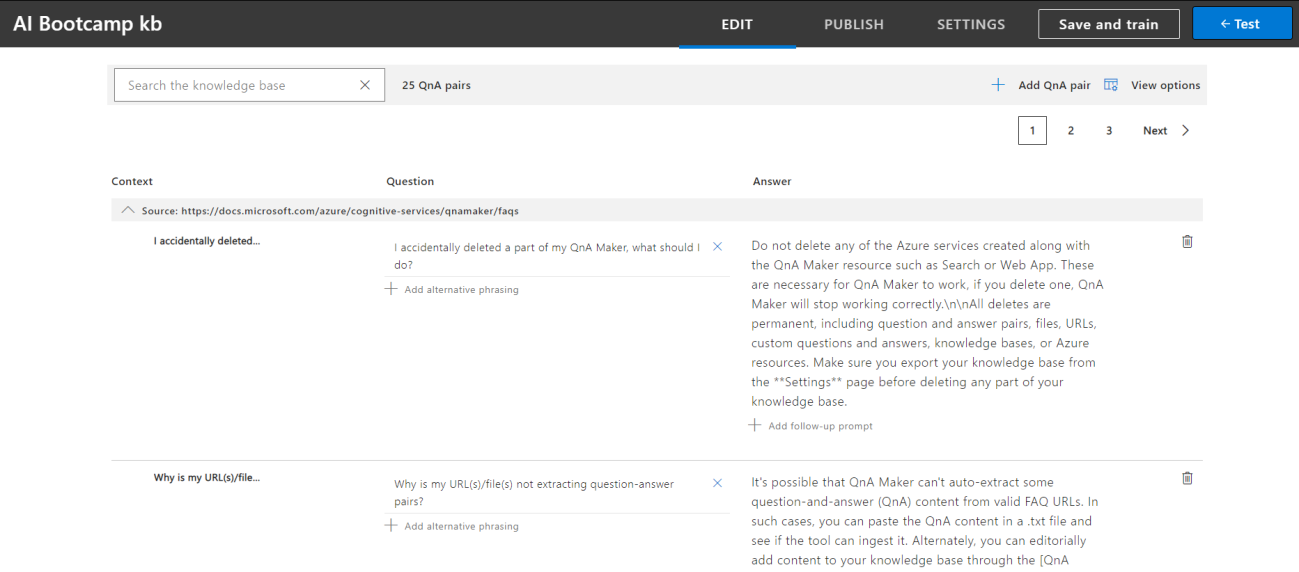 AI Bootcamp kb
EDIT
PUBLISH
SETTINGS
Save and train
← Test
Search the knowledge base
25 QnA pairs
Add QnA pair
View options
1 2 3 Next
Context
Question
Answer
Source: https://docs.microsoft.com/azure/cognitive-services/qnamaker/faqs
I accidentally deleted...
I accidentally deleted a part of my QnA Maker, what should I
do?
Add alternative phrasing
Do not delete any of the Azure services created along with
the QnA Maker resource such as Search or Web App. These
are necessary for QnA Maker to work, if you delete one, QnA
Maker will stop working correctly.\n\nAll deletes are
permanent, including question and answer pairs, files, URLs,
custom questions and answers, knowledge bases, or Azure
resources. Make sure you export your knowledge base from
the **Settings** page before deleting any part of your
knowledge base.
Add follow-up prompt
Why is my URL(s)/file...
Why is my URL(s)/file(s) not extracting question-answer
pairs?
Add alternative phrasing
It's possible that QnA Maker can't auto-extract some
question-and-answer (QnA) content from valid FAQ URLs. In
such cases, you can paste the QnA content in a .txt file and
see if the tool can ingest it. Alternately, you can editorially
add content to your knowledge base through the [QnA